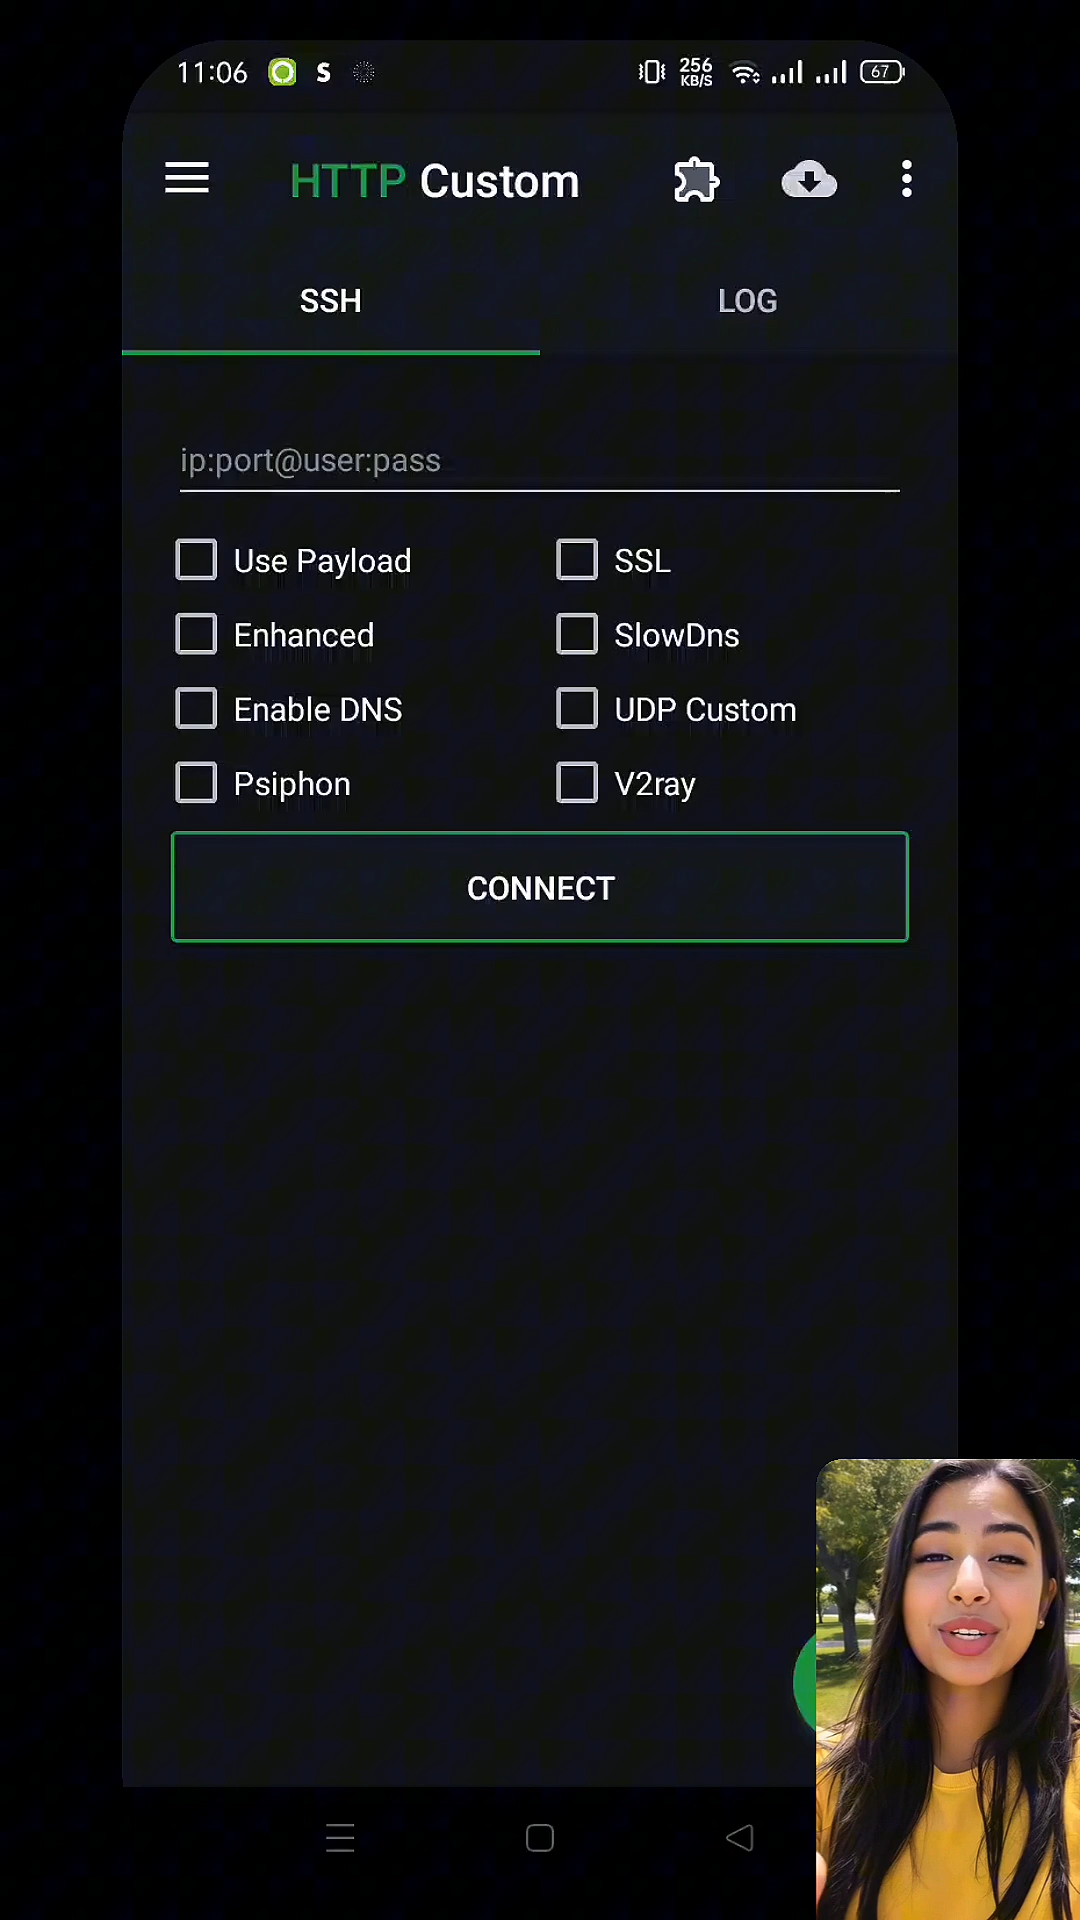 11:06 S 256 KB/S 67
HTTP Custom
SSH LOG
ip:port@user:pass
Use Payload SSL
Enhanced SlowDns
Enable DNS UDP Custom
Psiphon V2ray
CONNECT